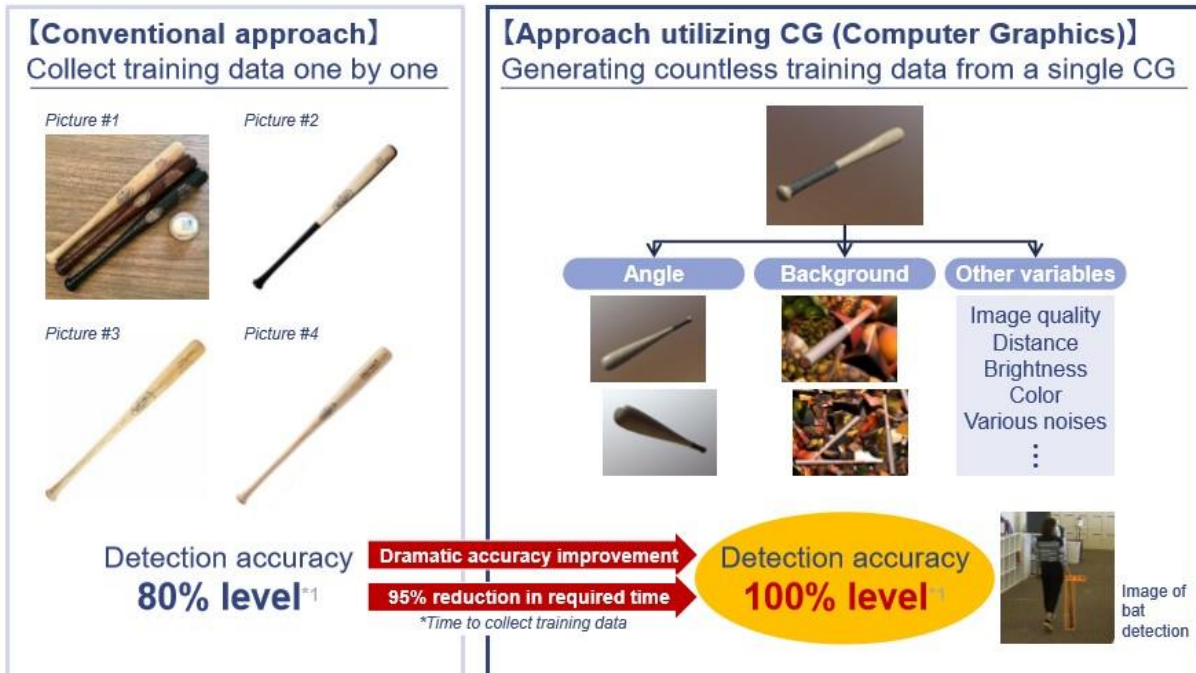 【Conventional approach】
Collect training data one by one
Picture #1
Picture #2
Picture #3
Picture #4
Detection accuracy
80% level*1
Dramatic accuracy improvement
95% reduction in required time
*Time to collect training data
【Approach utilizing CG (Computer Graphics)】
Generating countless training data from a single CG
Angle
Background
Other variables
Image quality
Distance
Brightness
Color
Various noises
⋮
Detection accuracy
100% level*1
Image of
bat
detection